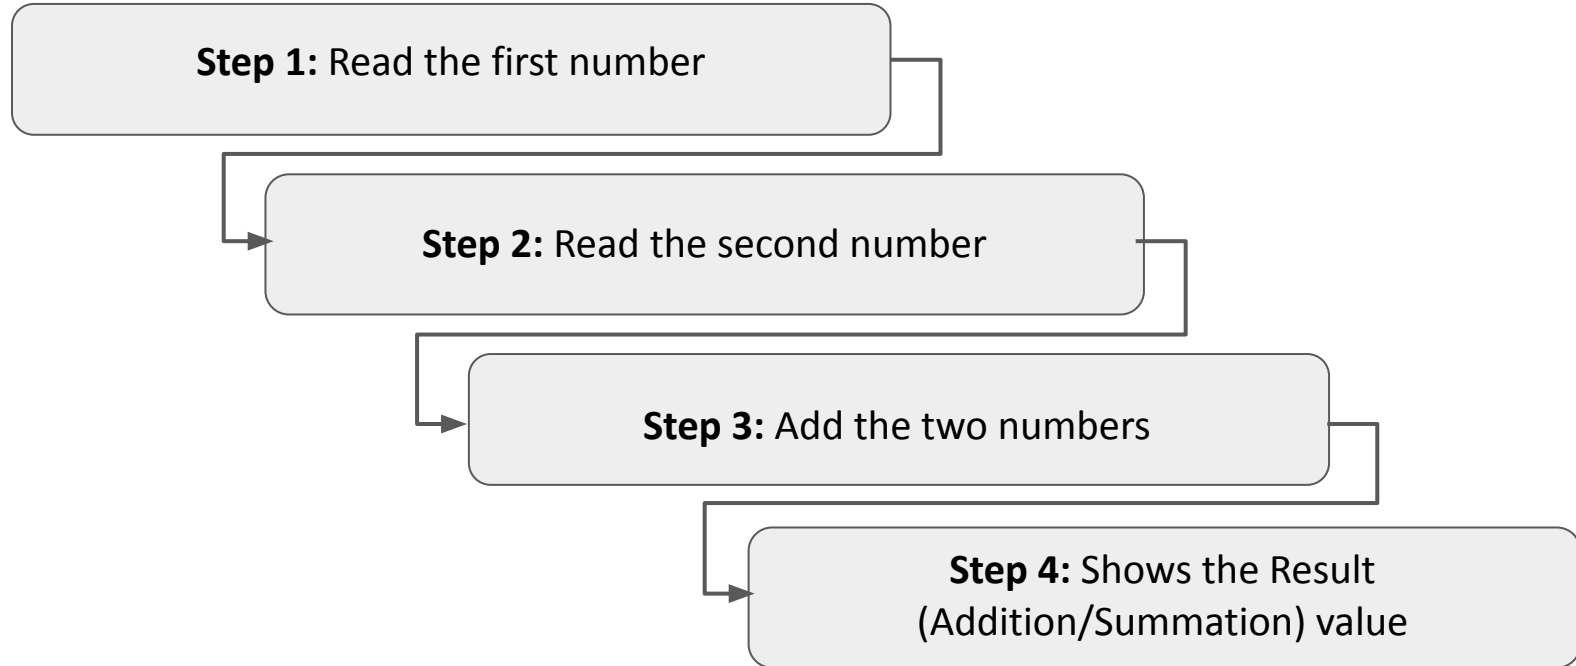 Step 1: Read the first number
Step 2: Read the second number
Step 3: Add the two numbers
Step 4: Shows the Result
(Addition/Summation) value